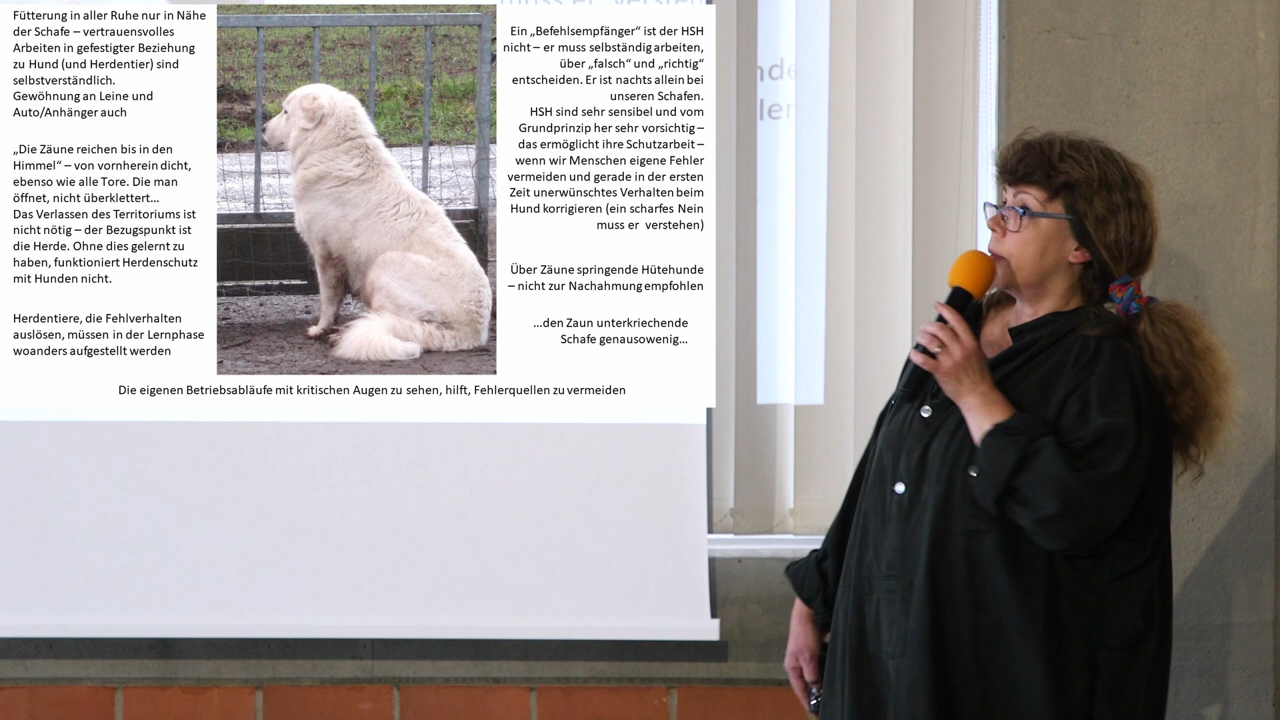 Fütterung in aller Ruhe nur in Nähe
der Schafe – vertrauensvolles
Arbeiten in gefestigter Beziehung
zu Hund (und Herdentier) sind
selbstverständlich.
Gewöhnung an Leine und
Auto/Anhänger auch
„Die Zäune reichen bis in den
Himmel“ – von vornherein dicht,
ebenso wie alle Tore. Die man
öffnet, nicht überklettert…
Das Verlassen des Territoriums ist
nicht nötig – der Bezugspunkt ist
die Herde. Ohne dies gelernt zu
haben, funktioniert Herdenschutz
mit Hunden nicht.
Herdentiere, die Fehlverhalten
auslösen, müssen in der Lernphase
woanders aufgestellt werden
Ein „Befehlsempfänger“ ist der HSH
nicht – er muss selbständig arbeiten,
über „falsch“ und „richtig“
entscheiden. Er ist nachts allein bei
unseren Schafen.
HSH sind sehr sensibel und vom
Grundprinzip her sehr vorsichtig –
das ermöglicht ihre Schutzarbeit –
wenn wir Menschen eigene Fehler
vermeiden und gerade in der ersten
Zeit unerwünschtes Verhalten beim
Hund korrigieren (ein scharfes Nein
muss er verstehen)
Über Zäune springende Hütehunde
– nicht zur Nachahmung empfohlen
…den Zaun unterkriechende
Schafe genausowenig…
Die eigenen Betriebsabläufe mit kritischen Augen zu sehen, hilft, Fehlerquellen zu vermeiden